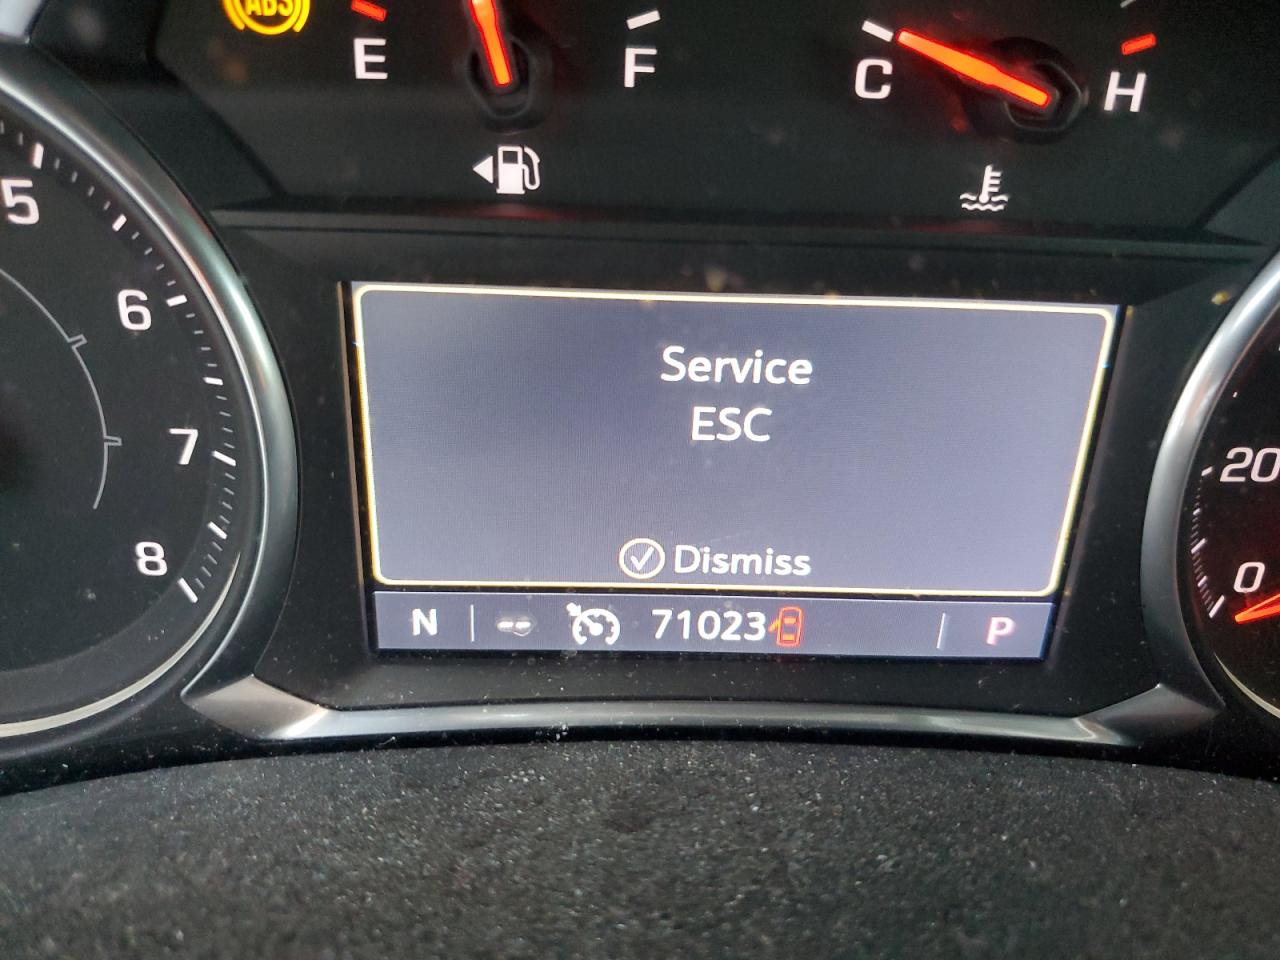 ABS
E F
C H
5
6
7
8
Service
ESC
Dismiss
N -- 71023 P
20
0